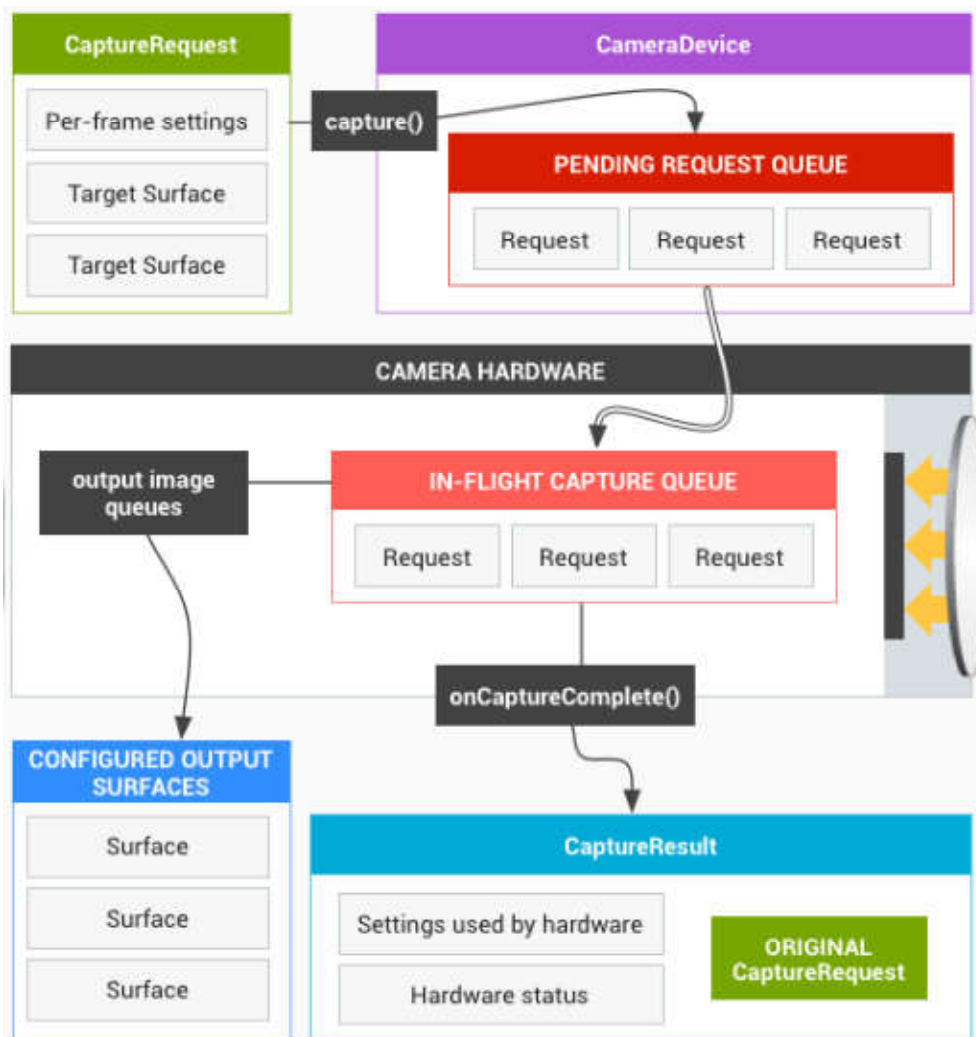 CaptureRequest
Per-frame settings
Target Surface
Target Surface
capture()
CameraDevice
PENDING REQUEST QUEUE
Request
Request
Request
CAMERA HARDWARE
output image
queues
IN-FLIGHT CAPTURE QUEUE
Request
Request
Request
onCaptureComplete()
CONFIGURED OUTPUT
SURFACES
Surface
Surface
Surface
CaptureResult
Settings used by hardware
Hardware status
ORIGINAL
CaptureRequest